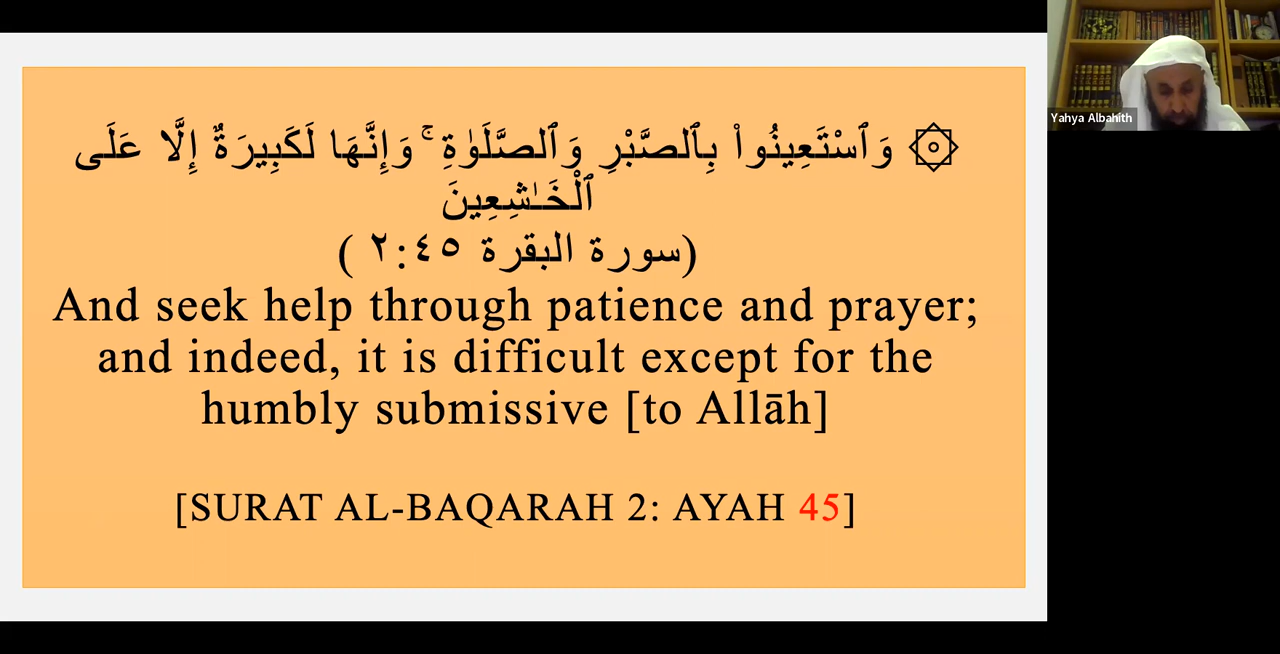 ۞ وَٱسْتَعِينُوا۟ بِٱلصَّبْرِ وَٱلصَّلَوٰةِ ۚ وَإِنَّهَا لَكَبِيرَةٌ إِلَّا عَلَى
ٱلْخَـٰشِعِينَ
(سورة البقرة ٢:٤٥ )
And seek help through patience and prayer;
and indeed, it is difficult except for the
humbly submissive [to Allāh]
[SURAT AL-BAQARAH 2: AYAH 45]
Yahya Albahith